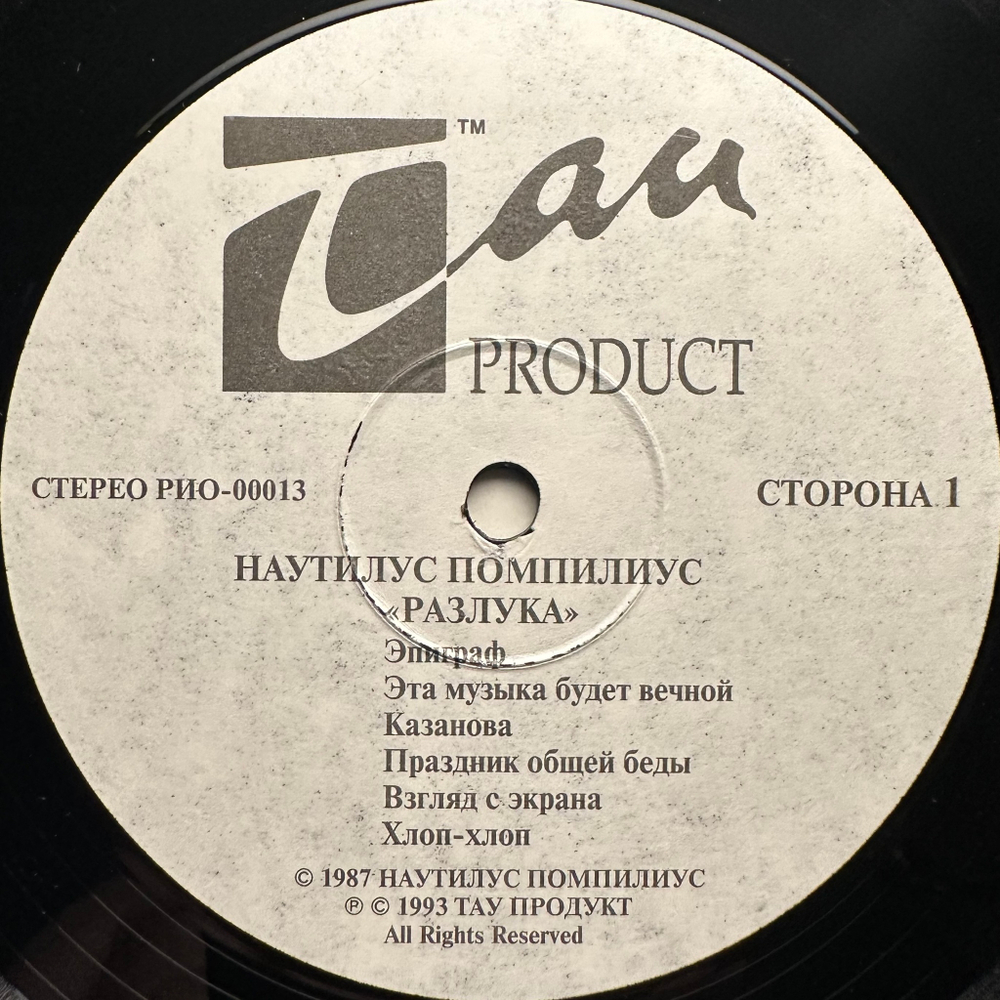 Тау™
PRODUCT
СТЕРЕО РИО-00013
СТОРОНА 1
НАУТИЛУС ПОМПИЛИУС
«РАЗЛУКА»
Эпиграф
Эта музыка будет вечной
Казанова
Праздник общей беды
Взгляд с экрана
Хлоп-хлоп
© 1987 НАУТИЛУС ПОМПИЛИУС
℗ © 1993 ТАУ ПРОДУКТ
All Rights Reserved